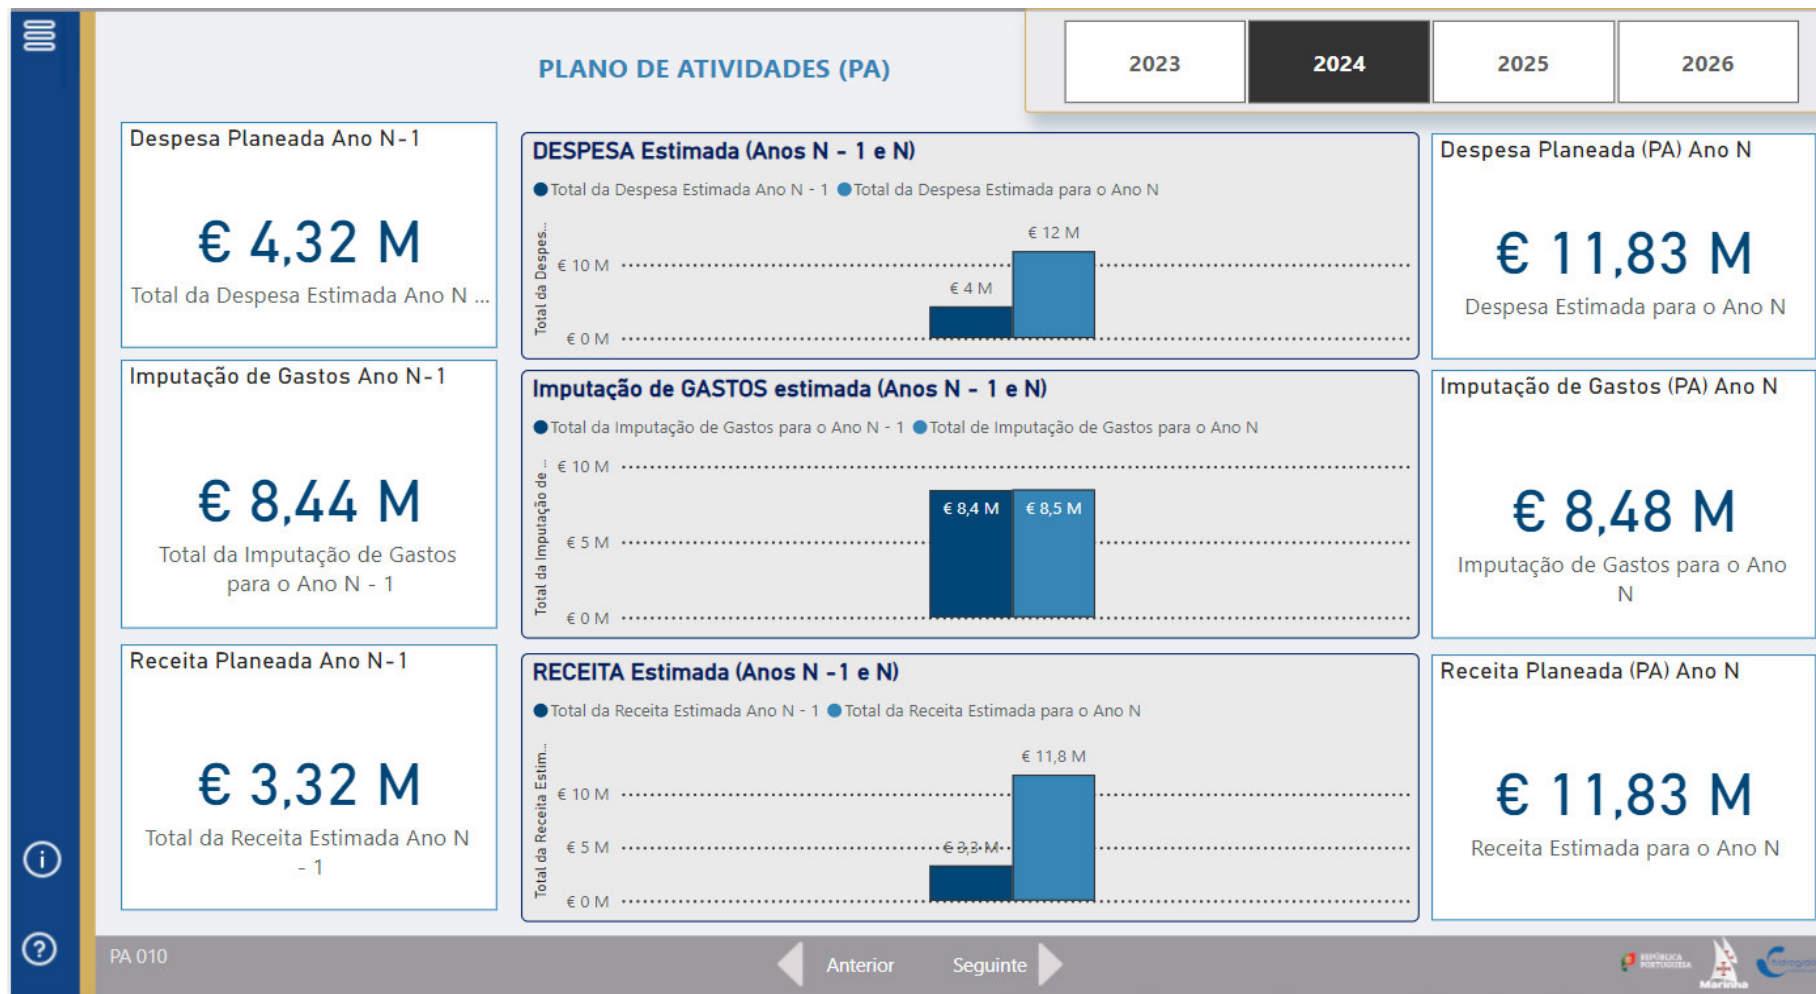 PLANO DE ATIVIDADES (PA)
2023
2024
2025
2026
Despesa Planeada Ano N-1
€ 4,32 M
Total da Despesa Estimada Ano N ...
DESPESA Estimada (Anos N - 1 e N)
Total da Despesa Estimada Ano N - 1 Total da Despesa Estimada para o Ano N
Total da Despes...
€ 12 M
€ 10 M
€ 4 M
€ 0 M
Despesa Planeada (PA) Ano N
€ 11,83 M
Despesa Estimada para o Ano N
Imputação de Gastos Ano N-1
€ 8,44 M
Total da Imputação de Gastos
para o Ano N - 1
Imputação de GASTOS estimada (Anos N - 1 e N)
Total da Imputação de Gastos para o Ano N - 1 Total de Imputação de Gastos para o Ano N
Total da Imputação de ...
€ 10 M
€ 8,4 M
€ 8,5 M
€ 5 M
€ 0 M
Imputação de Gastos (PA) Ano N
€ 8,48 M
Imputação de Gastos para o Ano
N
Receita Planeada Ano N-1
€ 3,32 M
Total da Receita Estimada Ano N
- 1
RECEITA Estimada (Anos N -1 e N)
Total da Receita Estimada Ano N - 1 Total da Receita Estimada para o Ano N
Total da Receita Estim...
€ 11,8 M
€ 10 M
€ 5 M
€ 3,3 M
€ 0 M
Receita Planeada (PA) Ano N
€ 11,83 M
Receita Estimada para o Ano N
PA 010
Anterior
Seguinte
REPÚBLICA
PORTUGUESA
Marinha